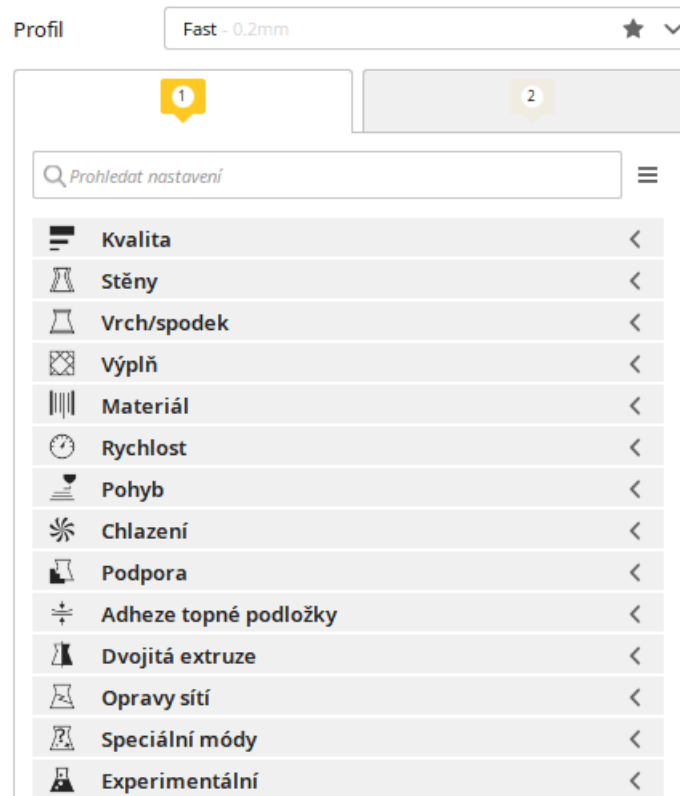 Profil
Fast - 0.2mm
1
2
Prohledat nastavení
Kvalita
Stěny
Vrch/spodek
Výplň
Materiál
Rychlost
Pohyb
Chlazení
Podpora
Adheze topné podložky
Dvojitá extruze
Opravy sítí
Speciální módy
Experimentální